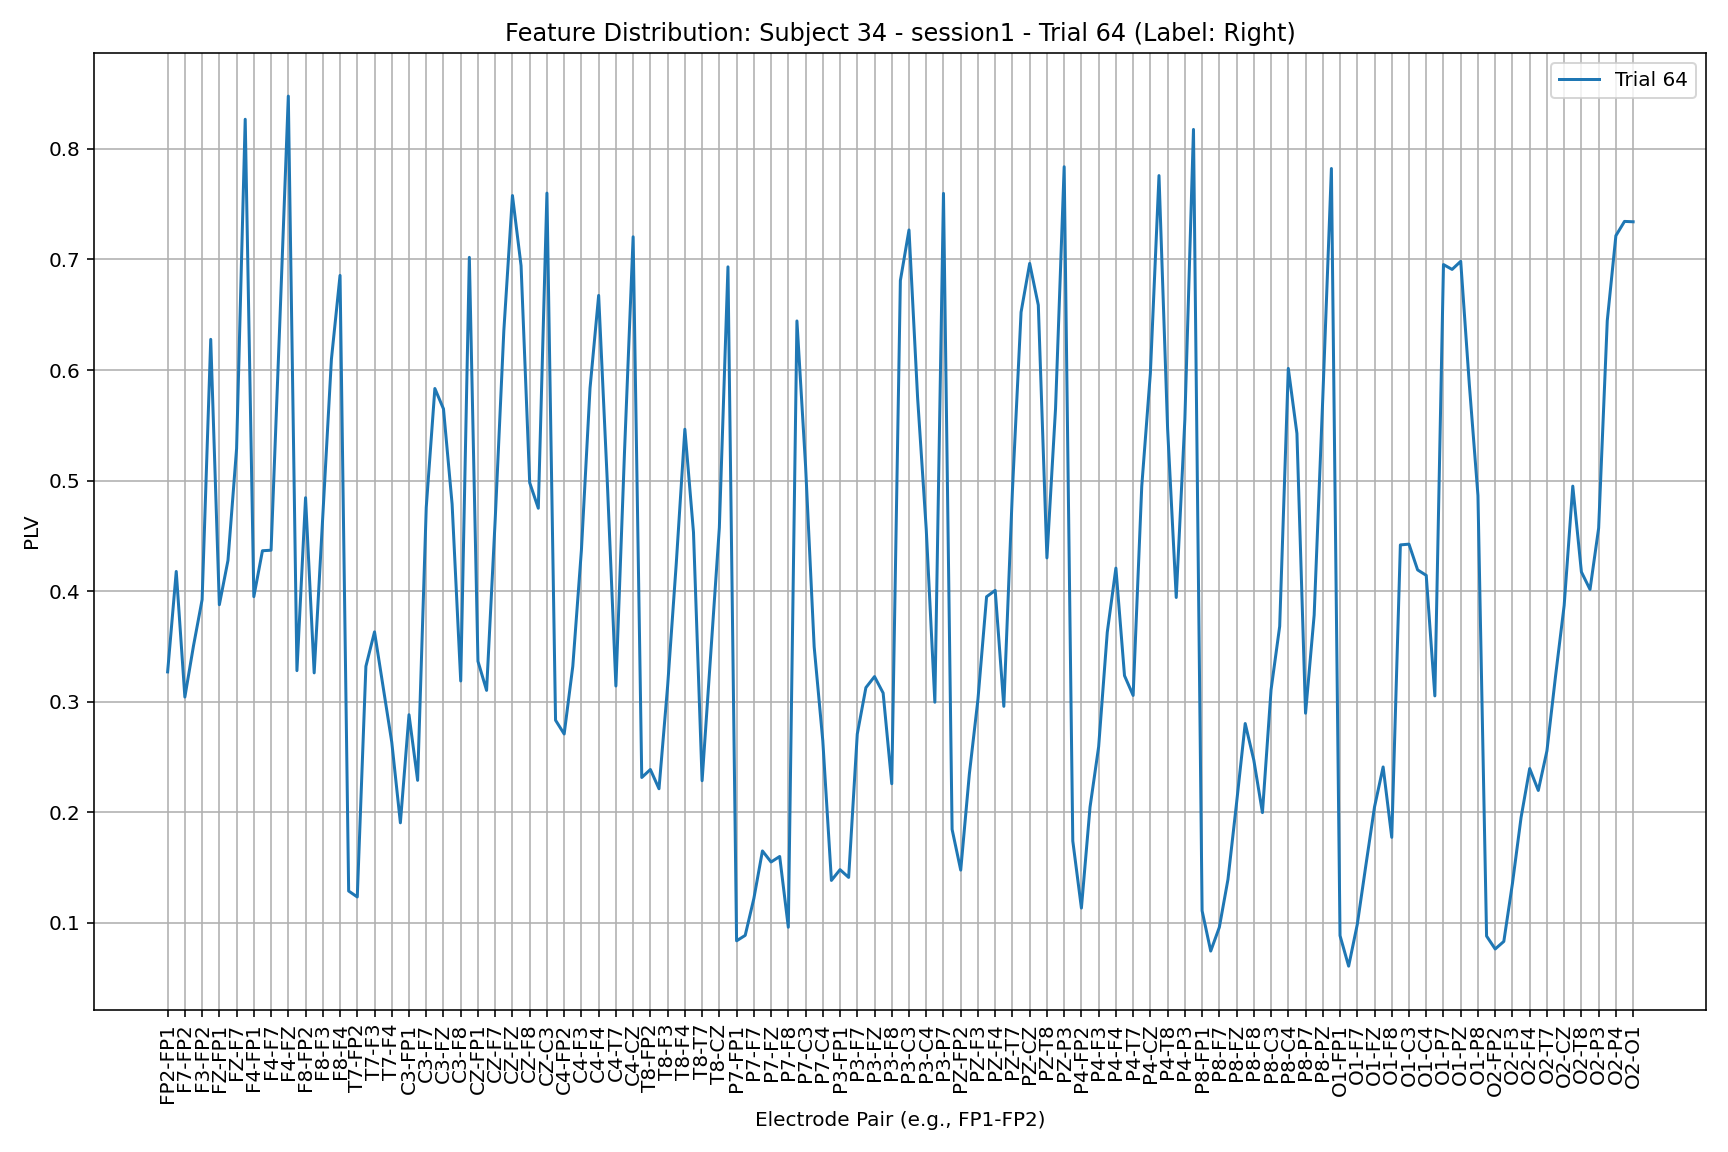 Feature Distribution: Subject 34 - session1 - Trial 64 (Label: Right)
Trial 64
PLV
0.8
0.7
0.6
0.5
0.4
0.3
0.2
0.1
FP2-FP1
F7-FP2
F3-FP2
FZ-FP1
FZ-F7
F4-FP1
F4-F7
F4-FZ
F8-FP2
F8-F3
F8-F4
T7-FP2
T7-F3
T7-F4
C3-FP1
C3-F7
C3-FZ
C3-F8
CZ-FP1
CZ-F7
CZ-FZ
CZ-F8
CZ-C3
C4-FP2
C4-F3
C4-F4
C4-T7
C4-CZ
T8-FP2
T8-F3
T8-F4
T8-T7
T8-CZ
P7-FP1
P7-F7
P7-FZ
P7-F8
P7-C3
P7-C4
P3-FP1
P3-F7
P3-FZ
P3-F8
P3-C3
P3-C4
P3-P7
PZ-FP2
PZ-F3
PZ-F4
PZ-T7
PZ-CZ
PZ-T8
PZ-P3
P4-FP2
P4-F3
P4-F4
P4-T7
P4-CZ
P4-T8
P4-P3
P8-FP1
P8-F7
P8-FZ
P8-F8
P8-C3
P8-C4
P8-P7
P8-PZ
O1-FP1
O1-F7
O1-FZ
O1-F8
O1-C3
O1-C4
O1-P7
O1-PZ
O1-P8
O2-FP2
O2-F3
O2-F4
O2-T7
O2-CZ
O2-T8
O2-P3
O2-P4
O2-O1
Electrode Pair (e.g., FP1-FP2)